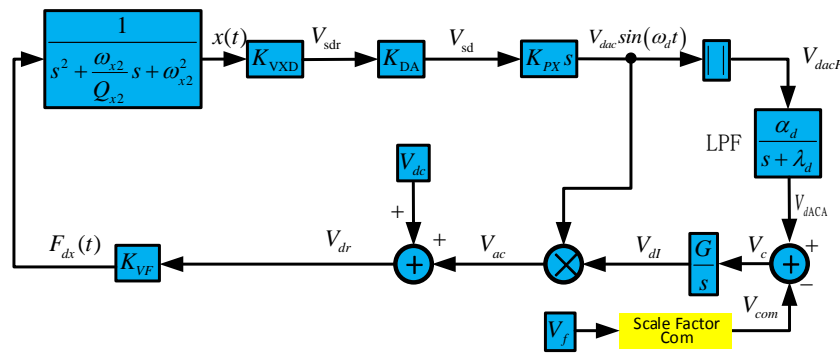 1
s² + ω_x2/Q_x2 s + ω²_x2
x(t)
K_VXD
V_sdr
K_DA
V_sd
K_PX s
V_dac sin(ω_d t)
| |
LPF
α_d
s + λ_d
V_dACA
V_dc
+
+
+
F_dx(t)
K_VF
V_dr
V_ac
×
V_dI
G
s
V_c
+
+
−
V_com
V_f
Scale Factor
Com